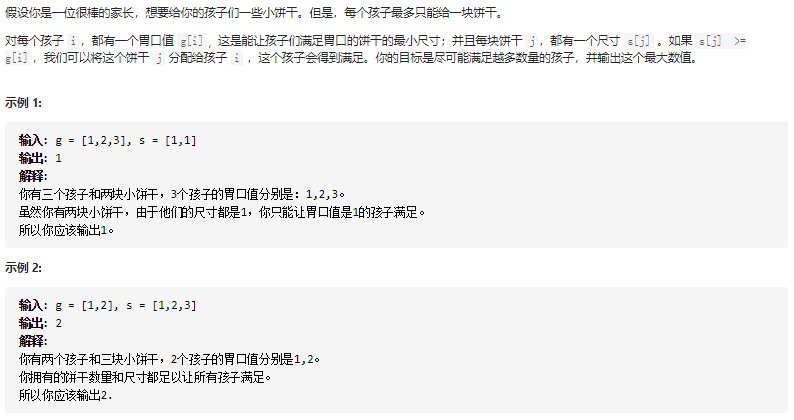 假设你是一位很棒的家长，想要给你的孩子们一些小饼干。但是，每个孩子最多只能给一块饼干。
对每个孩子 i，都有一个胃口值 g[i]，这是能让孩子们满足胃口的饼干的最小尺寸；并且每块饼干 j，都有一个尺寸 s[j] 。如果 s[j] >=
g[i]，我们可以将这个饼干 j 分配给孩子 i ，这个孩子会得到满足。你的目标是尽可能满足越多数量的孩子，并输出这个最大数值。
示例 1:
输入: g = [1,2,3], s = [1,1]
输出: 1
解释:
你有三个孩子和两块小饼干，3个孩子的胃口值分别是：1,2,3。
虽然你有两块小饼干，由于他们的尺寸都是1，你只能让胃口值是1的孩子满足。
所以你应该输出1。
示例 2:
输入: g = [1,2], s = [1,2,3]
输出: 2
解释:
你有两个孩子和三块小饼干，2个孩子的胃口值分别是1,2。
你拥有的饼干数量和尺寸都足以让所有孩子满足。
所以你应该输出2.